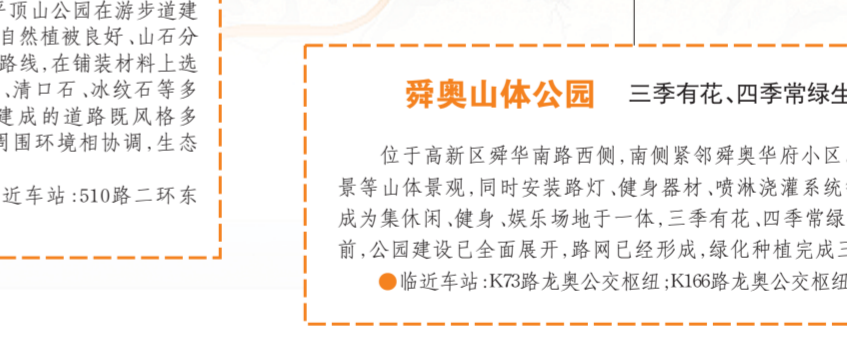 平顶山公园在游步道建
自然植被良好、山石分
路线,在铺装材料上选
、清口石、冰纹石等多
建成的道路既风格多
周围环境相协调,生态
近车站:510路二环东
舜奥山体公园 三季有花、四季常绿生
位于高新区舜华南路西侧,南侧紧邻舜奥华府小区
景等山体景观,同时安装路灯、健身器材、喷淋浇灌系统
成为集休闲、健身、娱乐场地于一体,三季有花、四季常绿
前,公园建设已全面展开,路网已经形成,绿化种植完成三
●临近车站:K73路龙奥公交枢纽;K166路龙奥公交枢纽